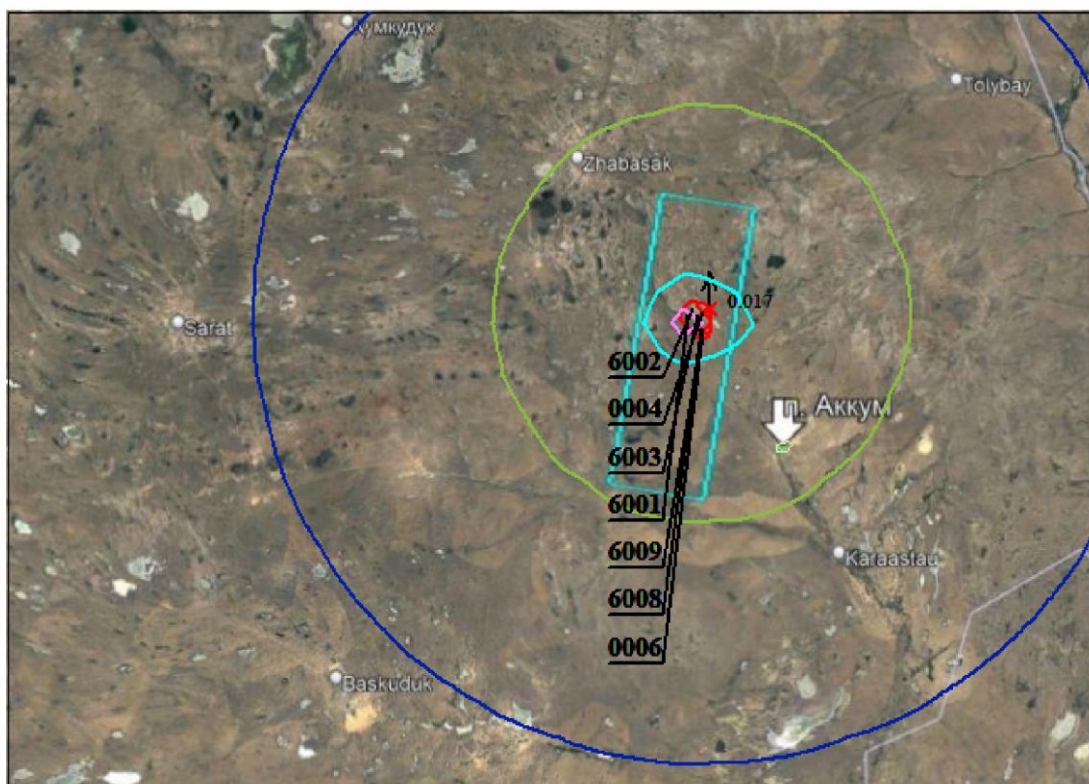 Кумкудук
Tolybay
Zhabasak
0.017
Sarat
6002
п. Аккум
0004
6003
6001
6009
Karaastau
6008
0006
Baskuduk